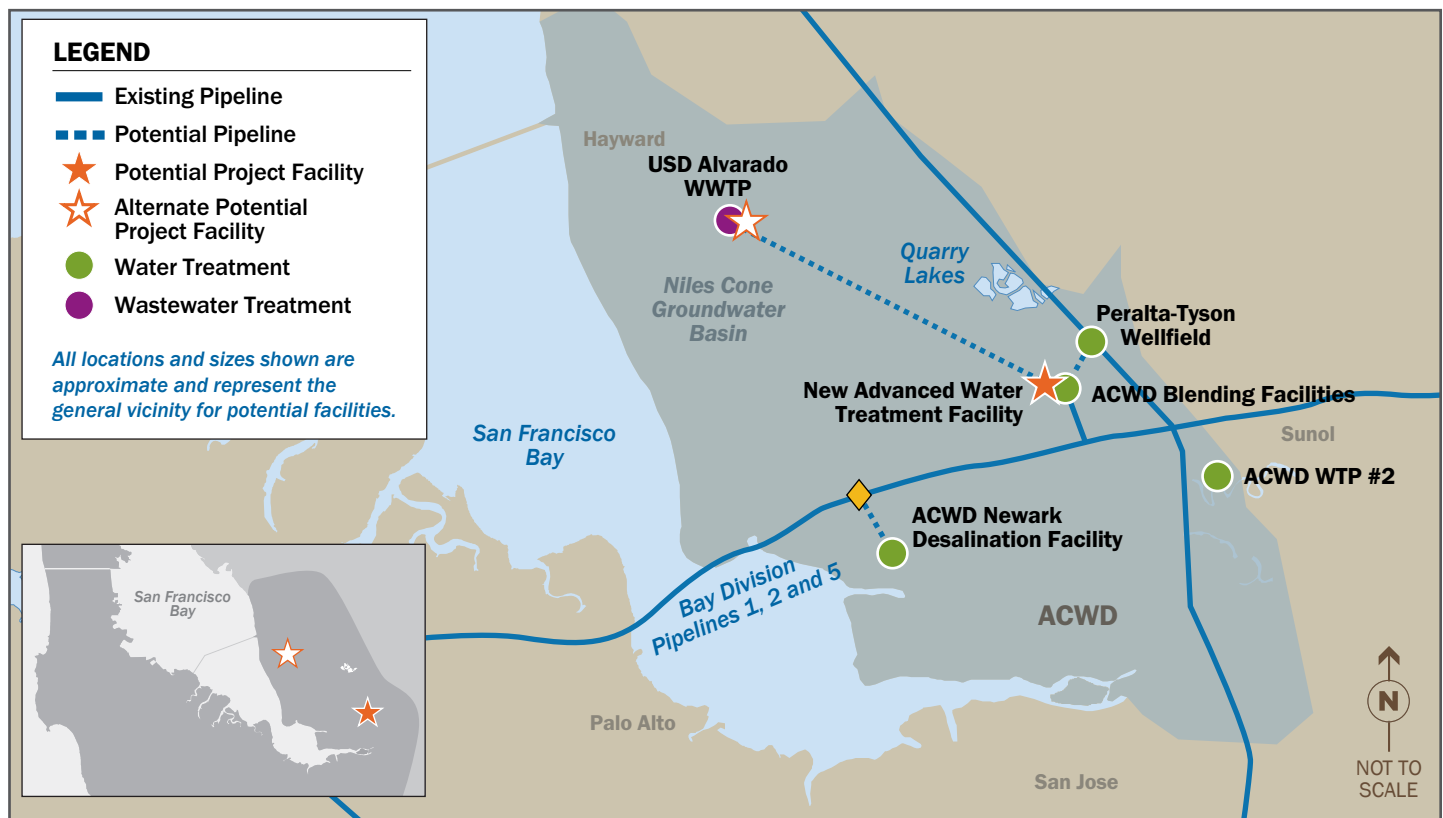 LEGEND
Existing Pipeline
Potential Pipeline
Potential Project Facility
Alternate Potential
Project Facility
Water Treatment
Wastewater Treatment
All locations and sizes shown are
approximate and represent the
general vicinity for potential facilities.
Hayward
USD Alvarado
WWTP
Quarry
Lakes
Niles Cone
Groundwater
Basin
Peralta-Tyson
Wellfield
New Advanced Water
Treatment Facility
ACWD Blending Facilities
Sunol
San Francisco
Bay
ACWD WTP #2
ACWD Newark
Desalination Facility
Bay Division
Pipelines 1, 2 and 5
ACWD
San Francisco
Bay
Palo Alto
San Jose
N
NOT TO
SCALE